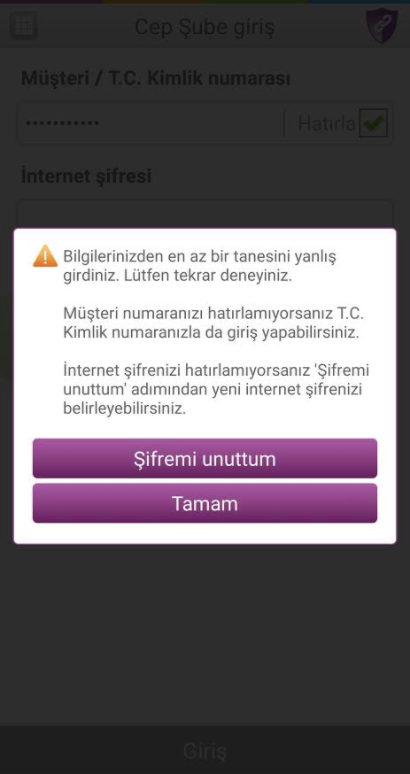 Cep Şube giriş
Müşteri / T.C. Kimlik numarası
••••••••••• Hatırla
İnternet şifresi
Bilgilerinizden en az bir tanesini yanlış
girdiniz. Lütfen tekrar deneyiniz.
Müşteri numaranızı hatırlamıyorsanız T.C.
Kimlik numaranızla da giriş yapabilirsiniz.
İnternet şifrenizi hatırlamıyorsanız 'Şifremi
unuttum' adımından yeni internet şifrenizi
belirleyebilirsiniz.
Şifremi unuttum
Tamam
Giriş